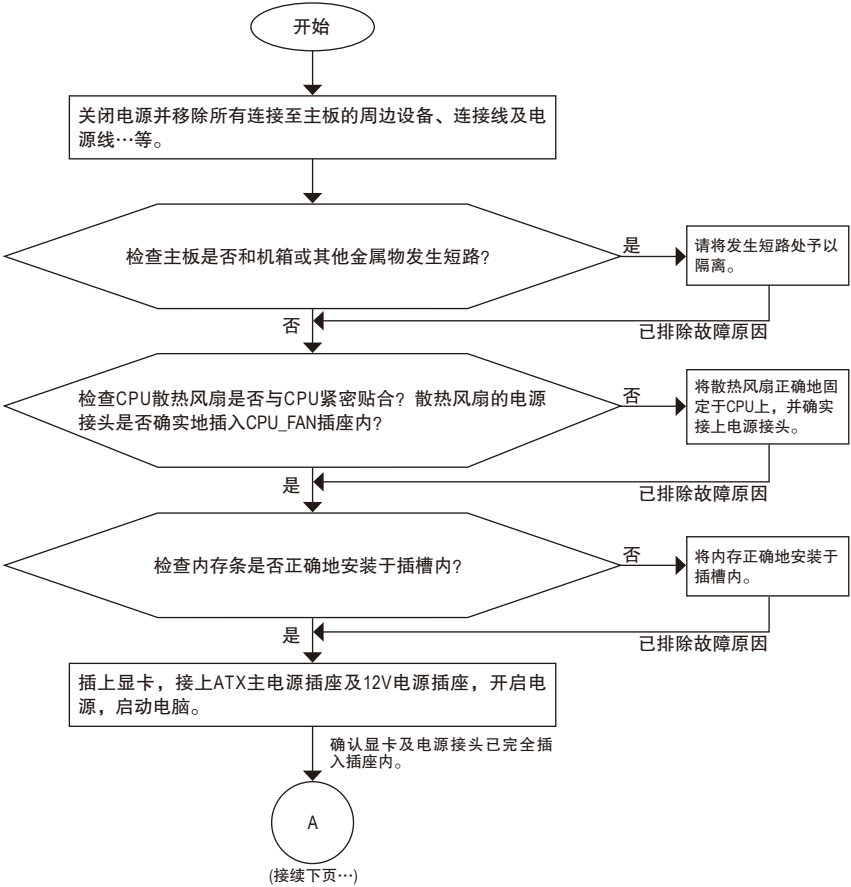 开始
关闭电源并移除所有连接至主板的周边设备、连接线及电
源线…等。
检查主板是否和机箱或其他金属物发生短路?
是
请将发生短路处予以
隔离。
否
已排除故障原因
检查CPU散热风扇是否与CPU紧密贴合? 散热风扇的电源
接头是否确实地插入CPU_FAN插座内?
否
将散热风扇正确地固
定于CPU上，并确实
接上电源接头。
是
已排除故障原因
检查内存条是否正确地安装于插槽内?
否
将内存正确地安装于
插槽内。
是
已排除故障原因
插上显卡，接上ATX主电源插座及12V电源插座，开启电
源，启动电脑。
确认显卡及电源接头已完全插
入插座内。
A
(接续下页…)